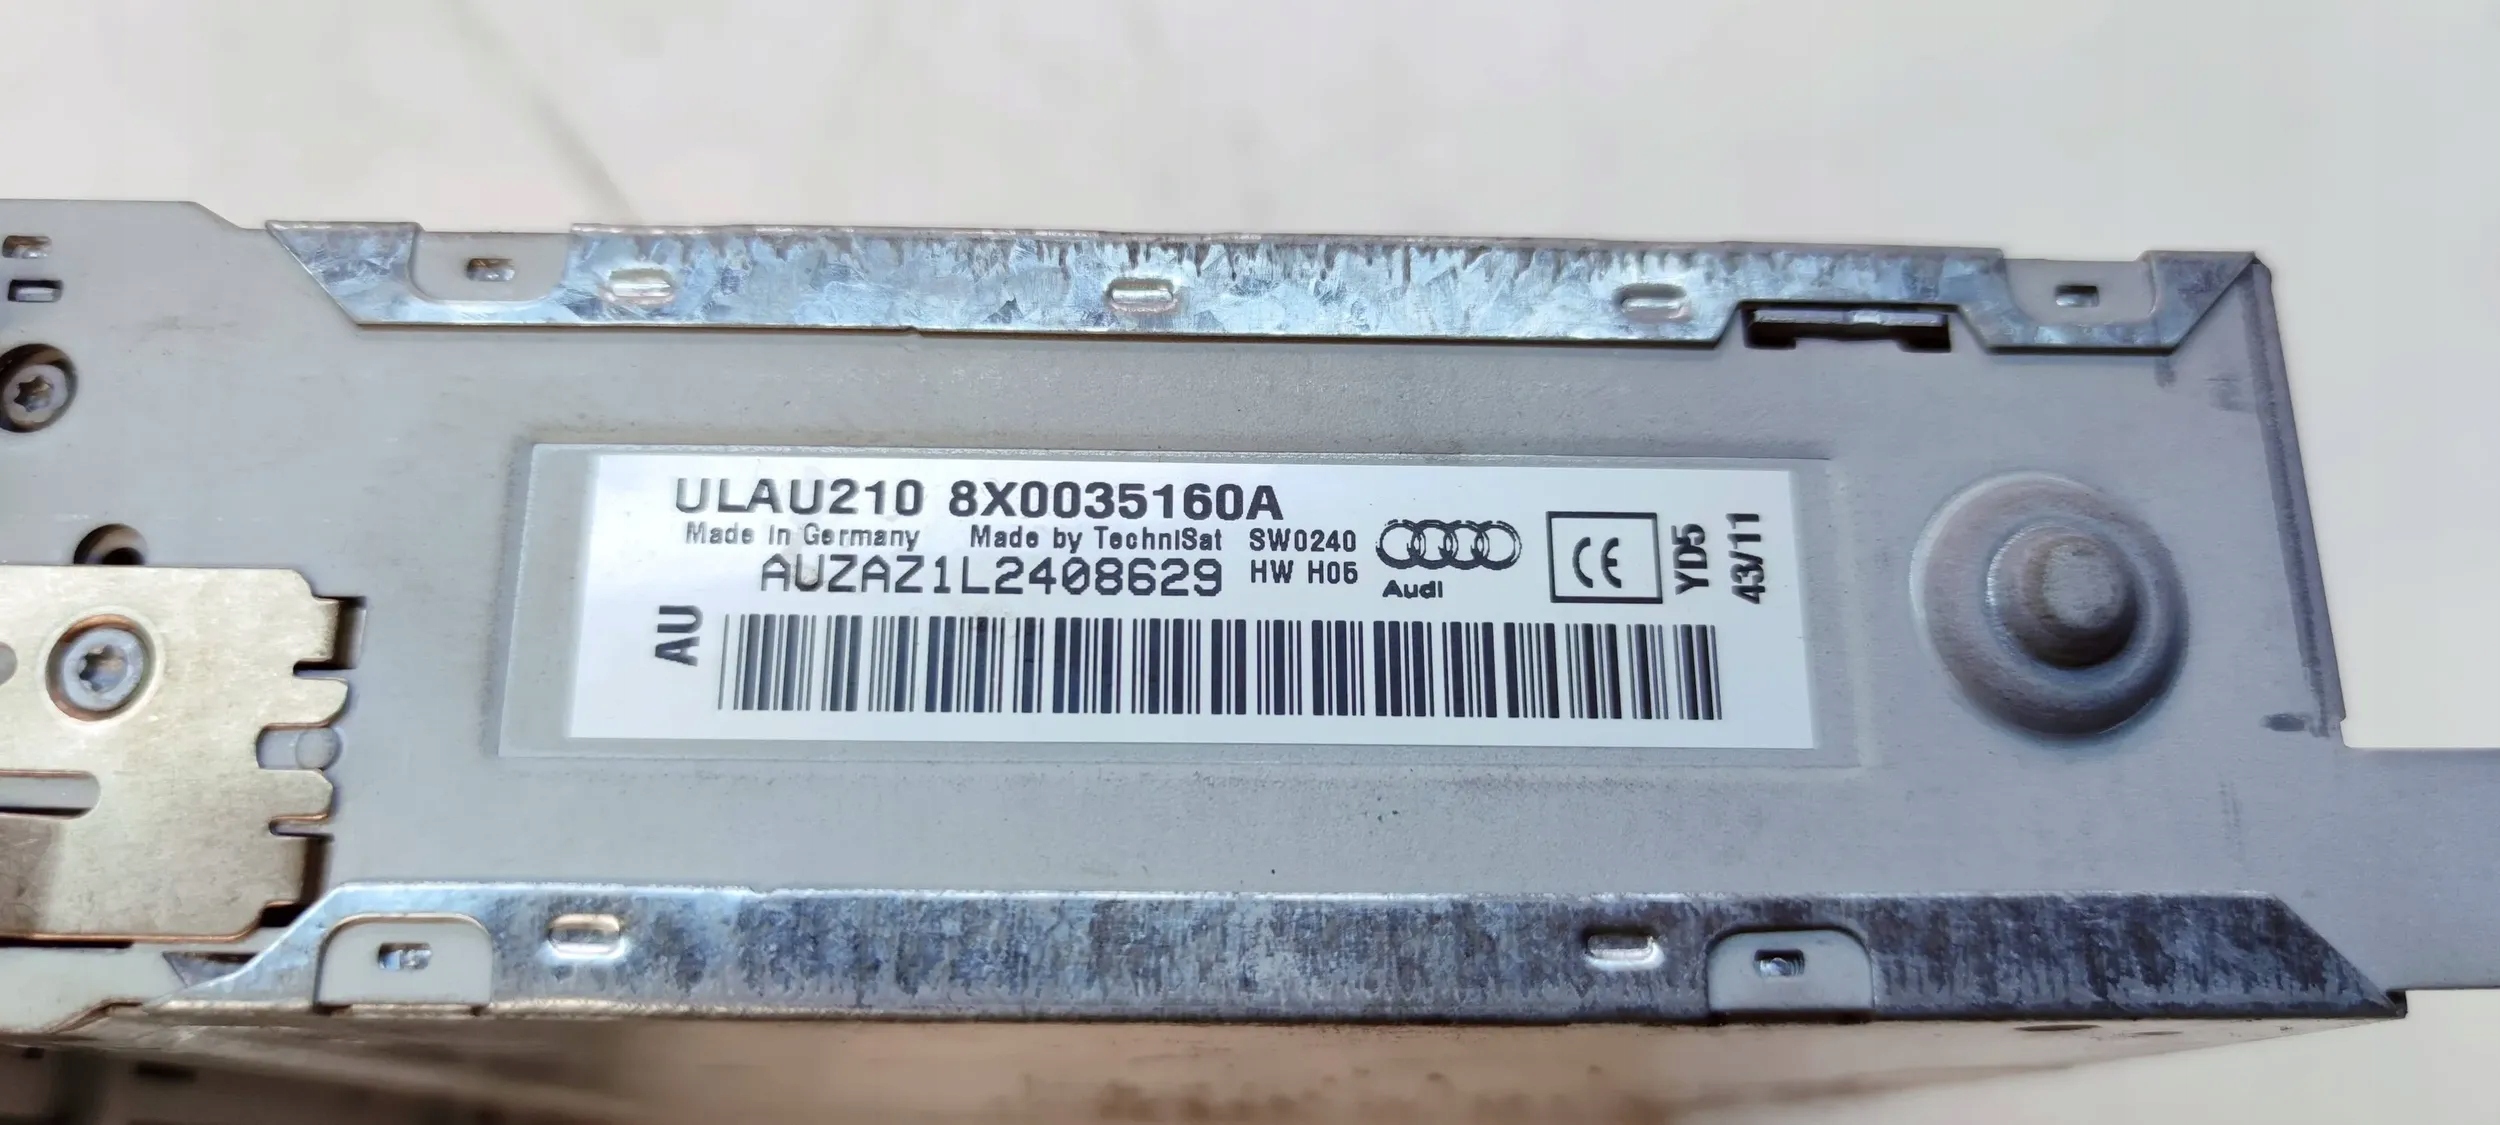 ULAU210 8X0035160A
Made in Germany Made by TechniSat SW0240
AUZAZ1L2408629 HW H05
Audi
CE
YD5
43/11
AU